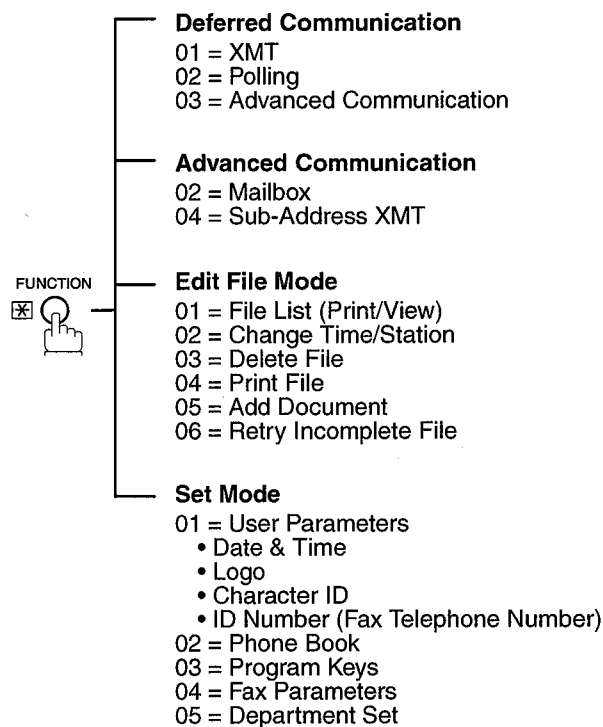 Deferred Communication
01 = XMT
02 = Polling
03 = Advanced Communication
Advanced Communication
02 = Mailbox
04 = Sub-Address XMT
FUNCTION
Edit File Mode
01 = File List (Print/View)
02 = Change Time/Station
03 = Delete File
04 = Print File
05 = Add Document
06 = Retry Incomplete File
Set Mode
01 = User Parameters
• Date & Time
• Logo
• Character ID
• ID Number (Fax Telephone Number)
02 = Phone Book
03 = Program Keys
04 = Fax Parameters
05 = Department Set